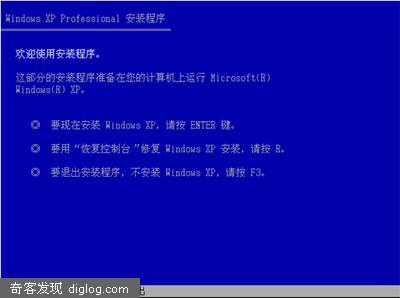 Windows XP Professional 安装程序
欢迎使用安装程序。
这部分的安装程序准备在您的计算机上运行 Microsoft(R)
Windows(R) XP。
◎ 要现在安装 Windows XP,请按 ENTER 键。
◎ 要用“恢复控制台”修复 Windows XP 安装,请按 R。
◎ 要退出安装程序,不安装 Windows XP,请按 F3。
奇客发现 diglog.com 出